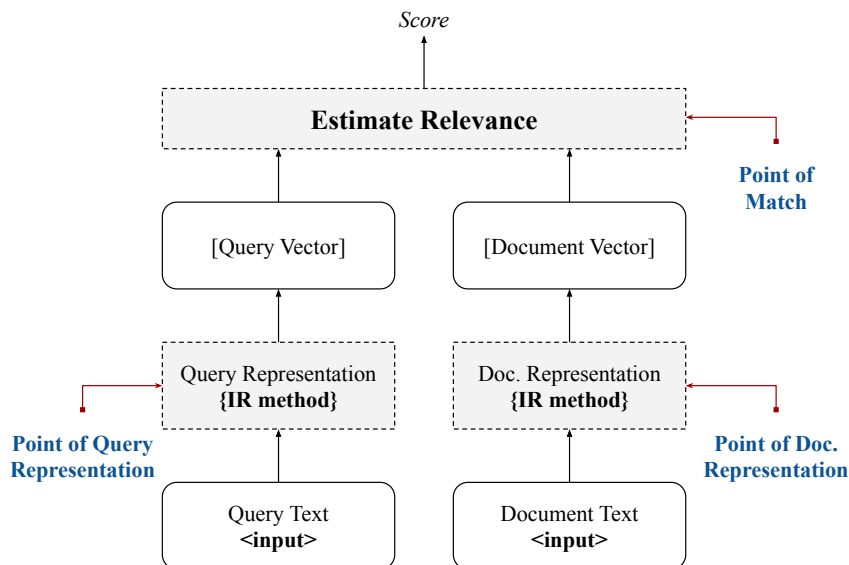 Score
Estimate Relevance
Point of
Match
[Query Vector]
[Document Vector]
Query Representation
{IR method}
Doc. Representation
{IR method}
Point of Query
Representation
Point of Doc.
Representation
Query Text
<input>
Document Text
<input>